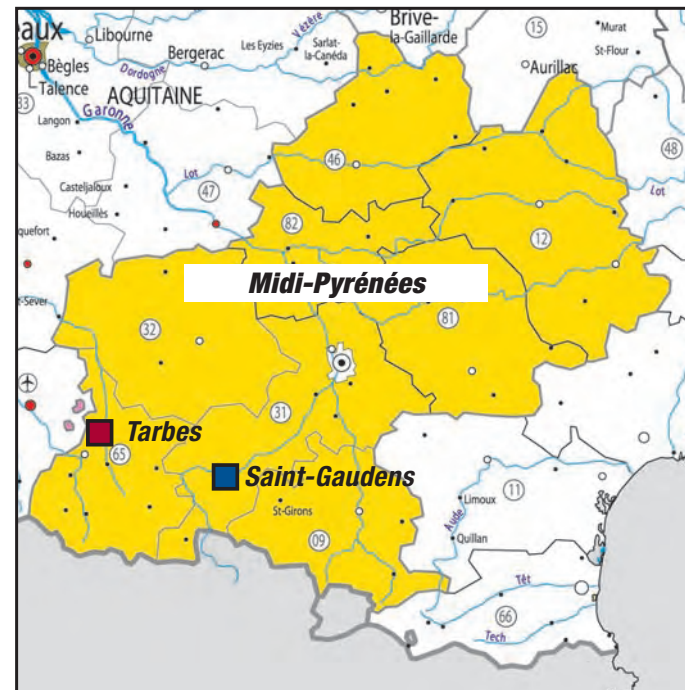 eaux
Libourne
Bègles
Talence
33
Langon
Bazas
Casteljaloux
Houeillès
quefort
t-Sever
AQUITAINE
Garonne
Dordogne
Bergerac
Les Eyzies
Vézère
Sarlat-
la-Canéda
Brive-
la-Gaillarde
15
Murat
St-Flour
Aurillac
48
Lot
Lot
47
46
82
12
Midi-Pyrénées
32
81
31
Tarbes
65
Saint-Gaudens
St-Girons
09
Limoux
11
Aude
Quillan
Têt
66
Tech